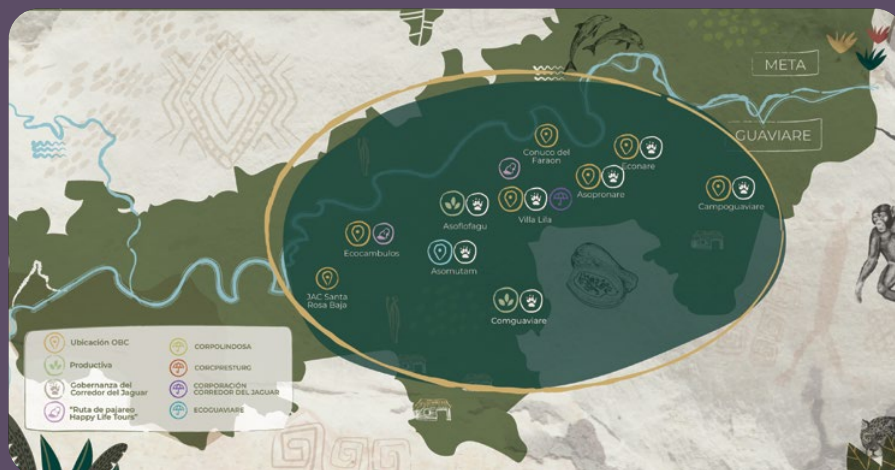 META
GUAVIARE
Conuco del
Faraon
Econare
Asopronare
Campoguaviare
Villa Lila
Asoflofagu
Ecocambulos
Asomutam
JAC Santa
Rosa Baja
Comguaviare
Ubicación OBC
Productiva
Gobernanza del
Corredor del Jaguar
"Ruta de pajareo
Happy Life Tours"
CORPOLINDOSA
CORCPRESTURG
CORPORACIÓN
CORREDOR DEL JAGUAR
ECOGUAVIARE